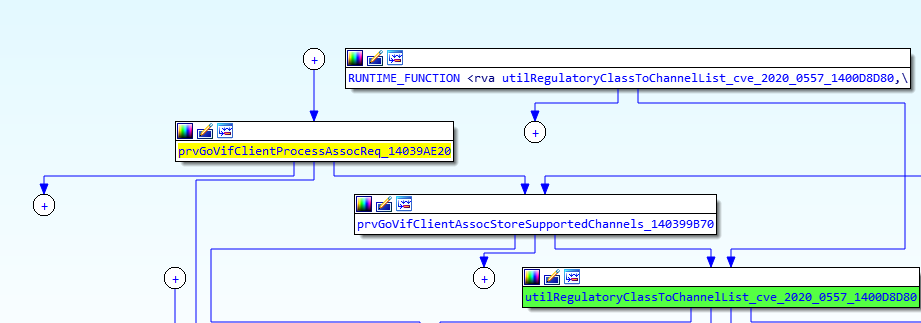 RUNTIME_FUNCTION <rva utilRegulatoryClassToChannelList_cve_2020_0557_1400D8D80,\
prvGoVifClientProcessAssocReq_14039AE20
prvGoVifClientAssocStoreSupportedChannels_140399B70
utilRegulatoryClassToChannelList_cve_2020_0557_1400D8D80